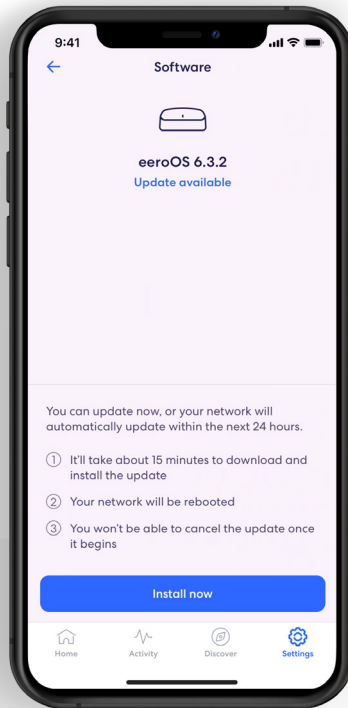 9:41
Software
eeroOS 6.3.2
Update available
You can update now, or your network will
automatically update within the next 24 hours.
1 It'll take about 15 minutes to download and
install the update
2 Your network will be rebooted
3 You won't be able to cancel the update once
it begins
Install now
Home Activity Discover Settings